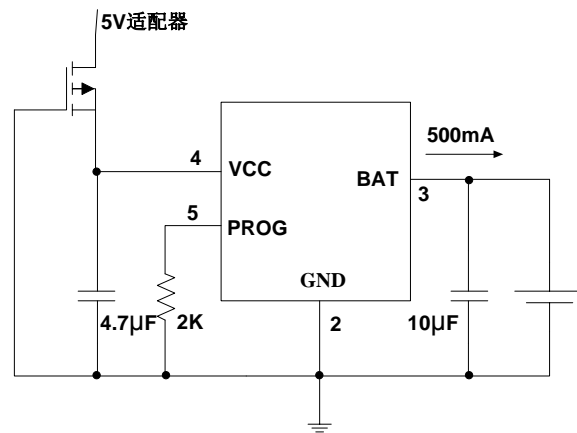 5V适配器
500mA
4
VCC
BAT
3
5
PROG
GND
4.7µF
2K
2
10µF